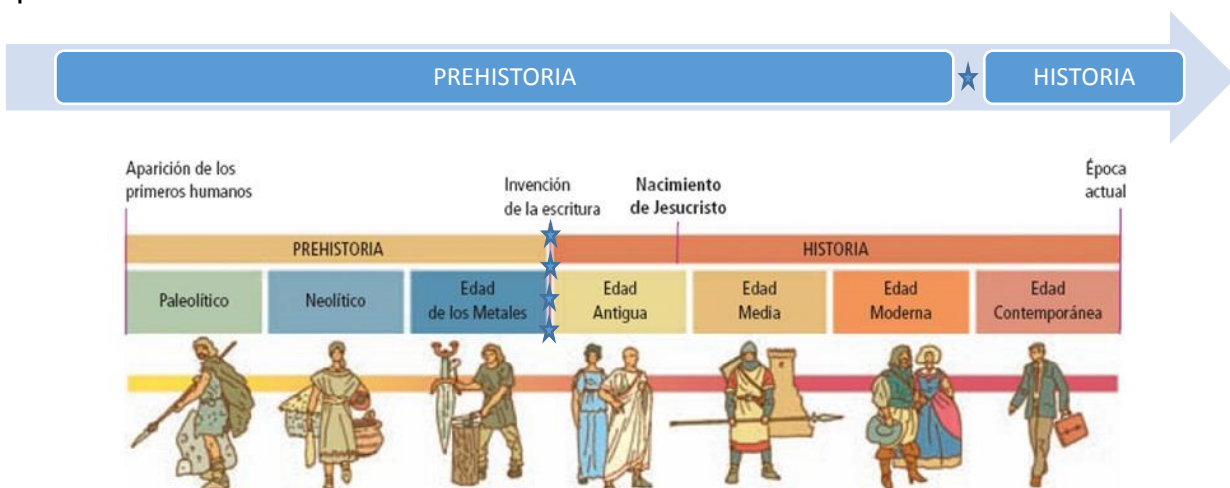 PREHISTORIA
HISTORIA
Aparición de los
primeros humanos
Invención
de la escritura
Nacimiento
de Jesucristo
Época
actual
PREHISTORIA
HISTORIA
Paleolítico
Neolítico
Edad
de los Metales
Edad
Antigua
Edad
Media
Edad
Moderna
Edad
Contemporánea